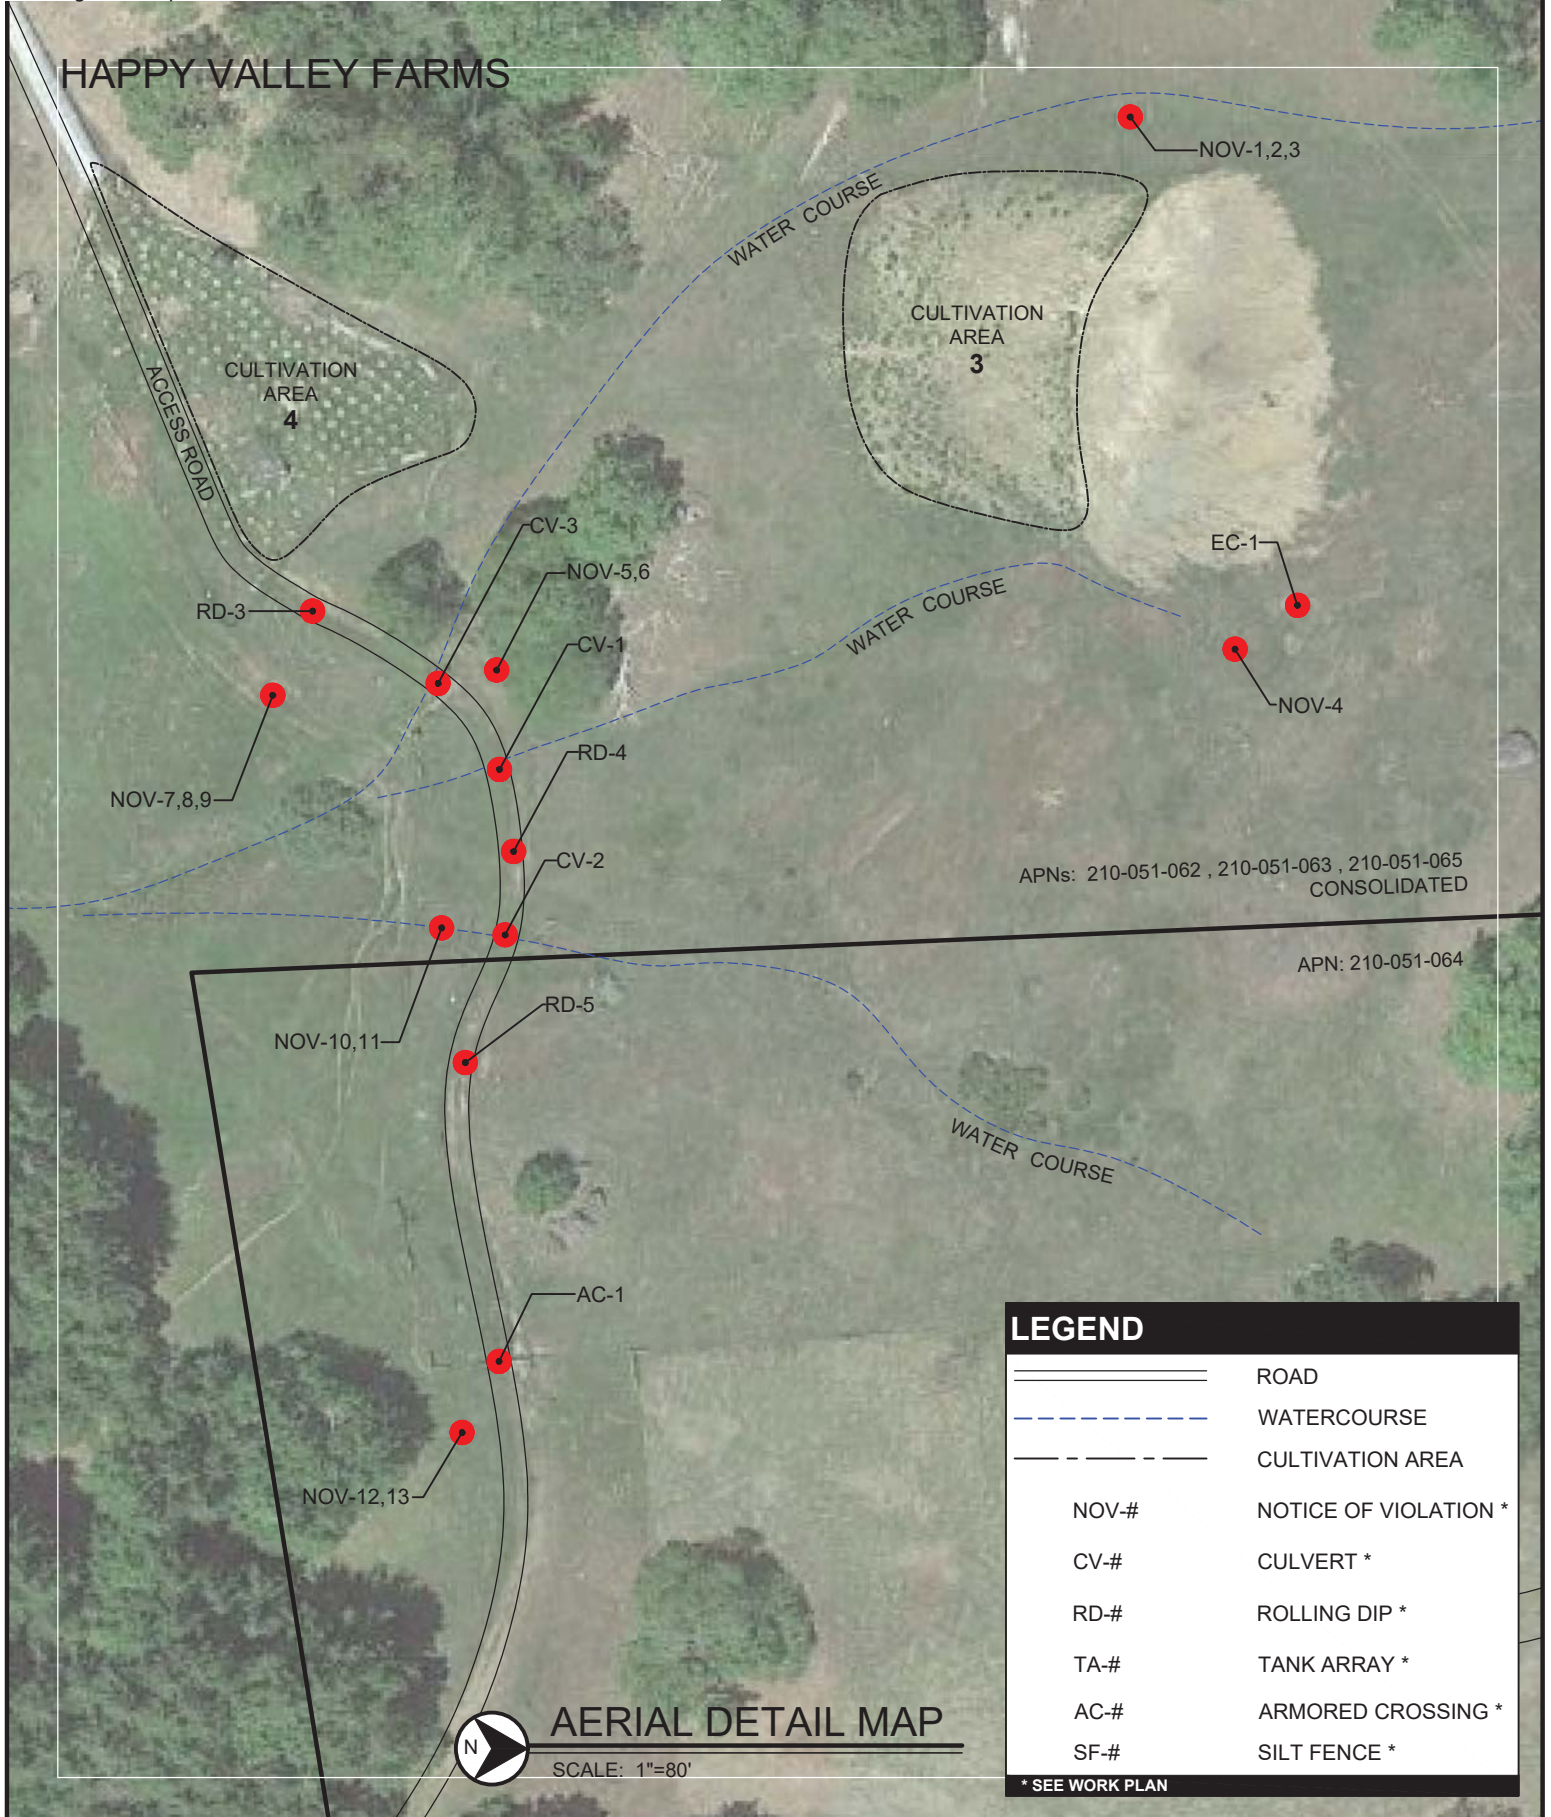 HAPPY VALLEY FARMS
NOV-1,2,3
WATER COURSE
CULTIVATION
AREA
3
CULTIVATION
AREA
4
ACCESS ROAD
CV-3
EC-1
NOV-5,6
WATER COURSE
RD-3
CV-1
NOV-4
RD-4
NOV-7,8,9
CV-2
APNs: 210-051-062 , 210-051-063 , 210-051-065
CONSOLIDATED
APN: 210-051-064
RD-5
NOV-10,11
WATER COURSE
AC-1
NOV-12,13
LEGEND
ROAD
WATERCOURSE
CULTIVATION AREA
NOV-# NOTICE OF VIOLATION *
CV-# CULVERT *
RD-# ROLLING DIP *
TA-# TANK ARRAY *
AC-# ARMORED CROSSING *
SF-# SILT FENCE *
* SEE WORK PLAN
N
AERIAL DETAIL MAP
SCALE: 1"=80'